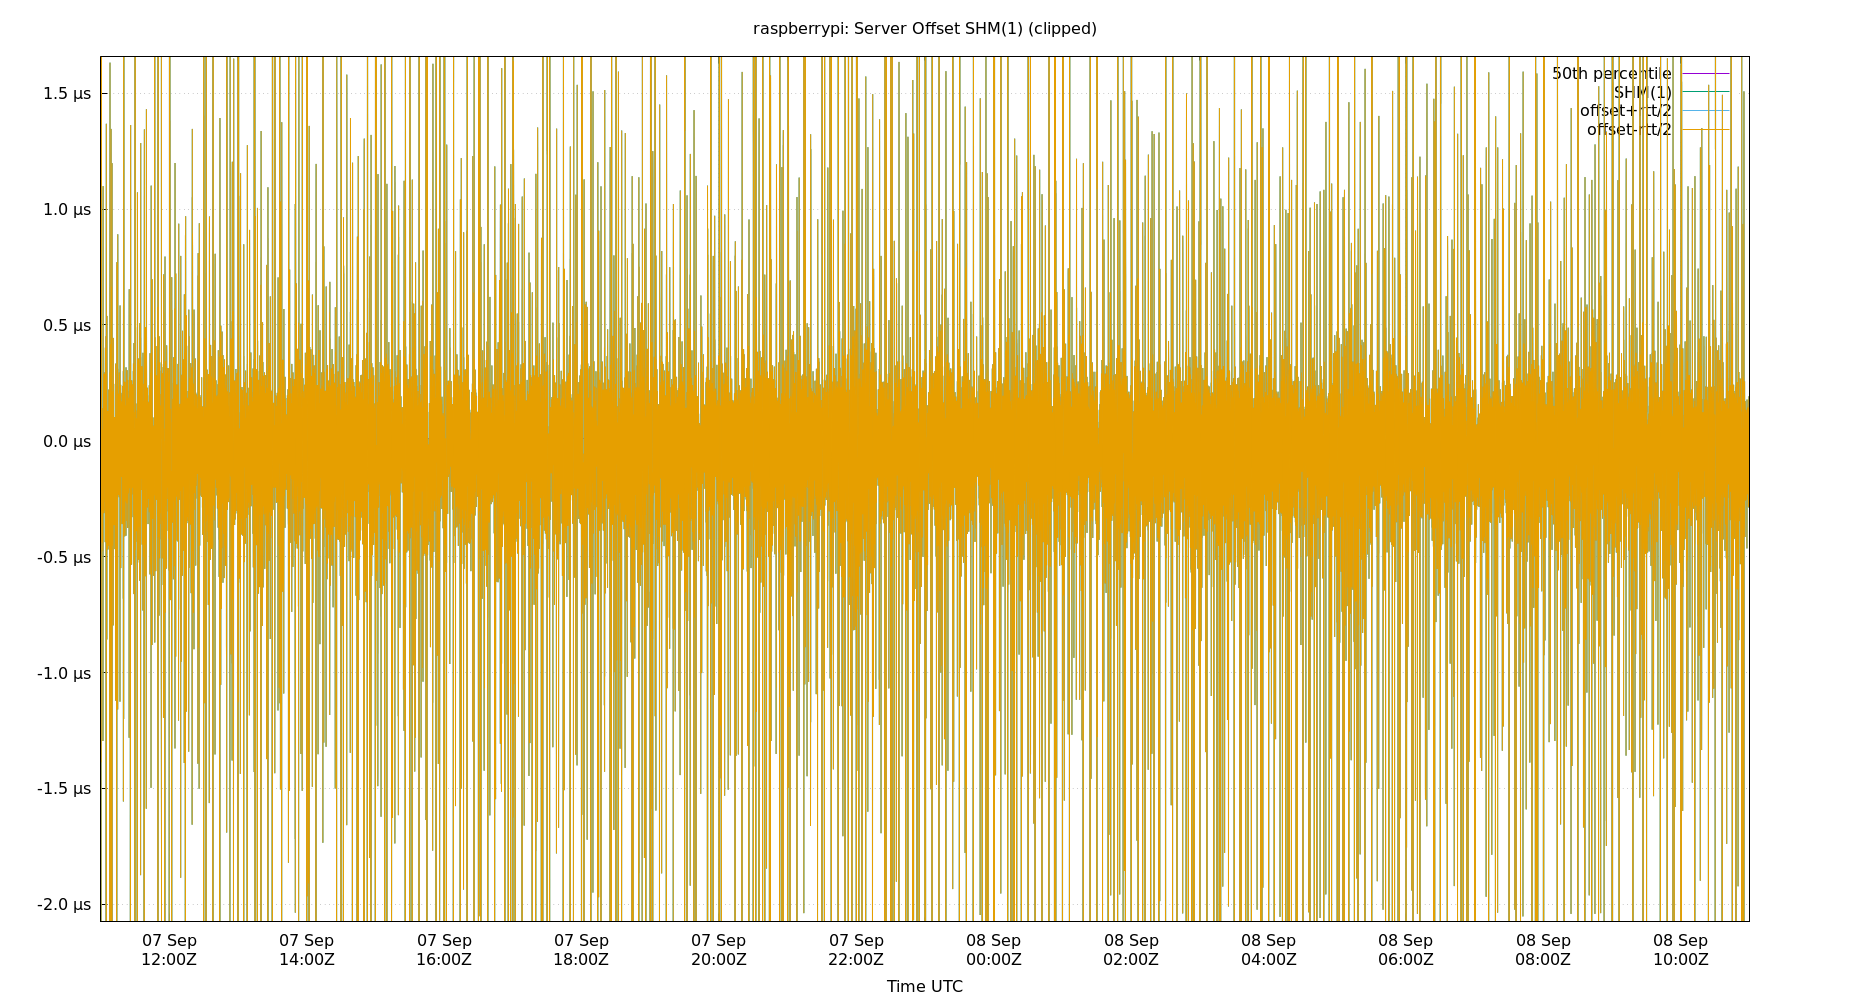 raspberrypi: Server Offset SHM(1) (clipped)
50th percentile
SHM(1)
offset+rtt/2
offset-rtt/2
1.5 µs
1.0 µs
0.5 µs
0.0 µs
-0.5 µs
-1.0 µs
-1.5 µs
-2.0 µs
07 Sep 07 Sep 07 Sep 07 Sep 07 Sep 07 Sep 08 Sep 08 Sep 08 Sep 08 Sep 08 Sep 08 Sep
12:00Z 14:00Z 16:00Z 18:00Z 20:00Z 22:00Z 00:00Z 02:00Z 04:00Z 06:00Z 08:00Z 10:00Z
Time UTC